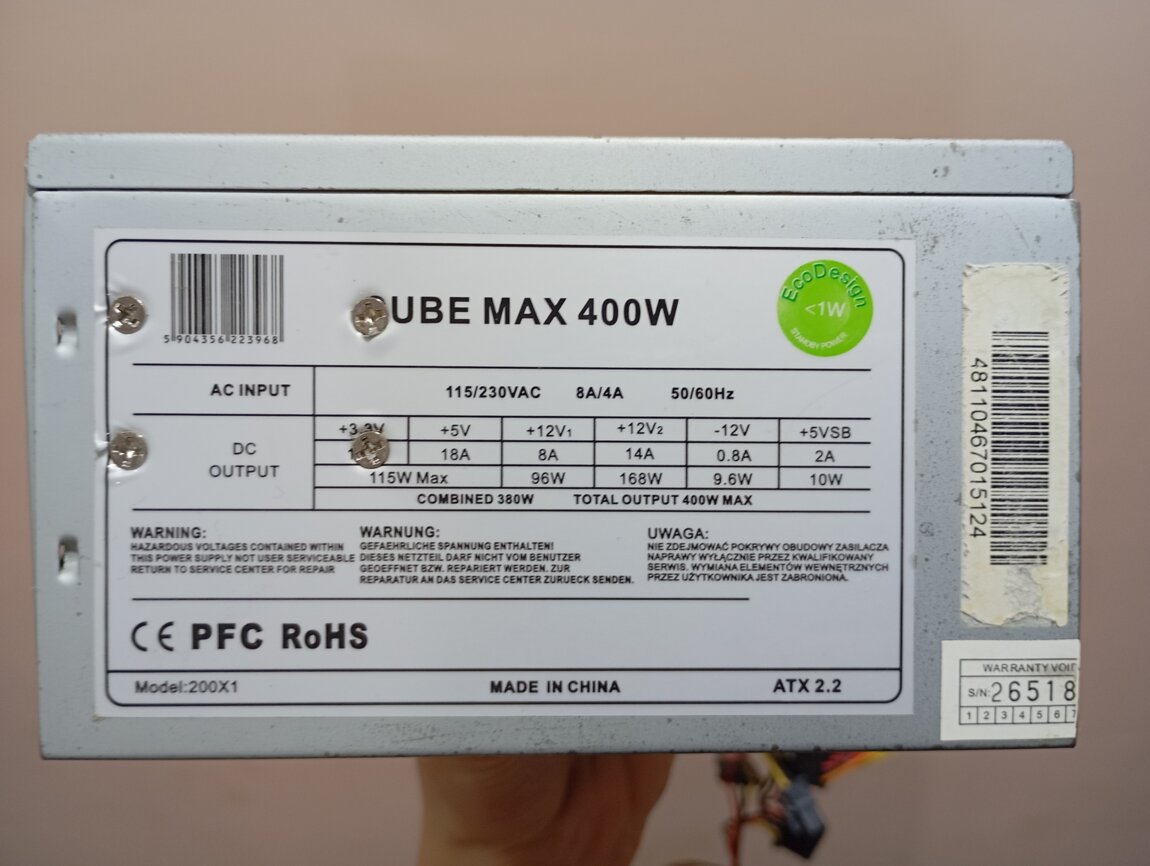 5904356223968
UBE MAX 400W
EcoDesign
<1W
STANDBY POWER
AC INPUT 115/230VAC 8A/4A 50/60Hz
DC OUTPUT
+5V +12V1 +12V2 -12V +5VSB
18A 8A 14A 0.8A 2A
115W Max 96W 168W 9.6W 10W
COMBINED 380W TOTAL OUTPUT 400W MAX
WARNING:
HAZARDOUS VOLTAGES CONTAINED WITHIN
THIS POWER SUPPLY NOT USER SERVICEABLE
RETURN TO SERVICE CENTER FOR REPAIR
WARNUNG:
GEFAEHRLICHE SPANNUNG ENTHALTEN!
DIESES NETZTEIL DARF NICHT VOM BENUTZER
GEOEFFNET BZW. REPARIERT WERDEN. ZUR
REPARATUR AN DAS SERVICE CENTER ZURUECK SENDEN.
UWAGA:
NIE ZDEJMOWAĆ POKRYWY OBUDOWY ZASILACZA
NAPRAWY WYŁĄCZNIE PRZEZ KWALIFIKOWANY
SERWIS. WYMIANA ELEMENTÓW WEWNĘTRZNYCH
PRZEZ UŻYTKOWNIKA JEST ZABRONIONA.
CE PFC RoHS
Model:200X1 MADE IN CHINA ATX 2.2
4811046701512​4
WARRANTY VOI
S/N: 26518
1 2 3 4 5 6 7